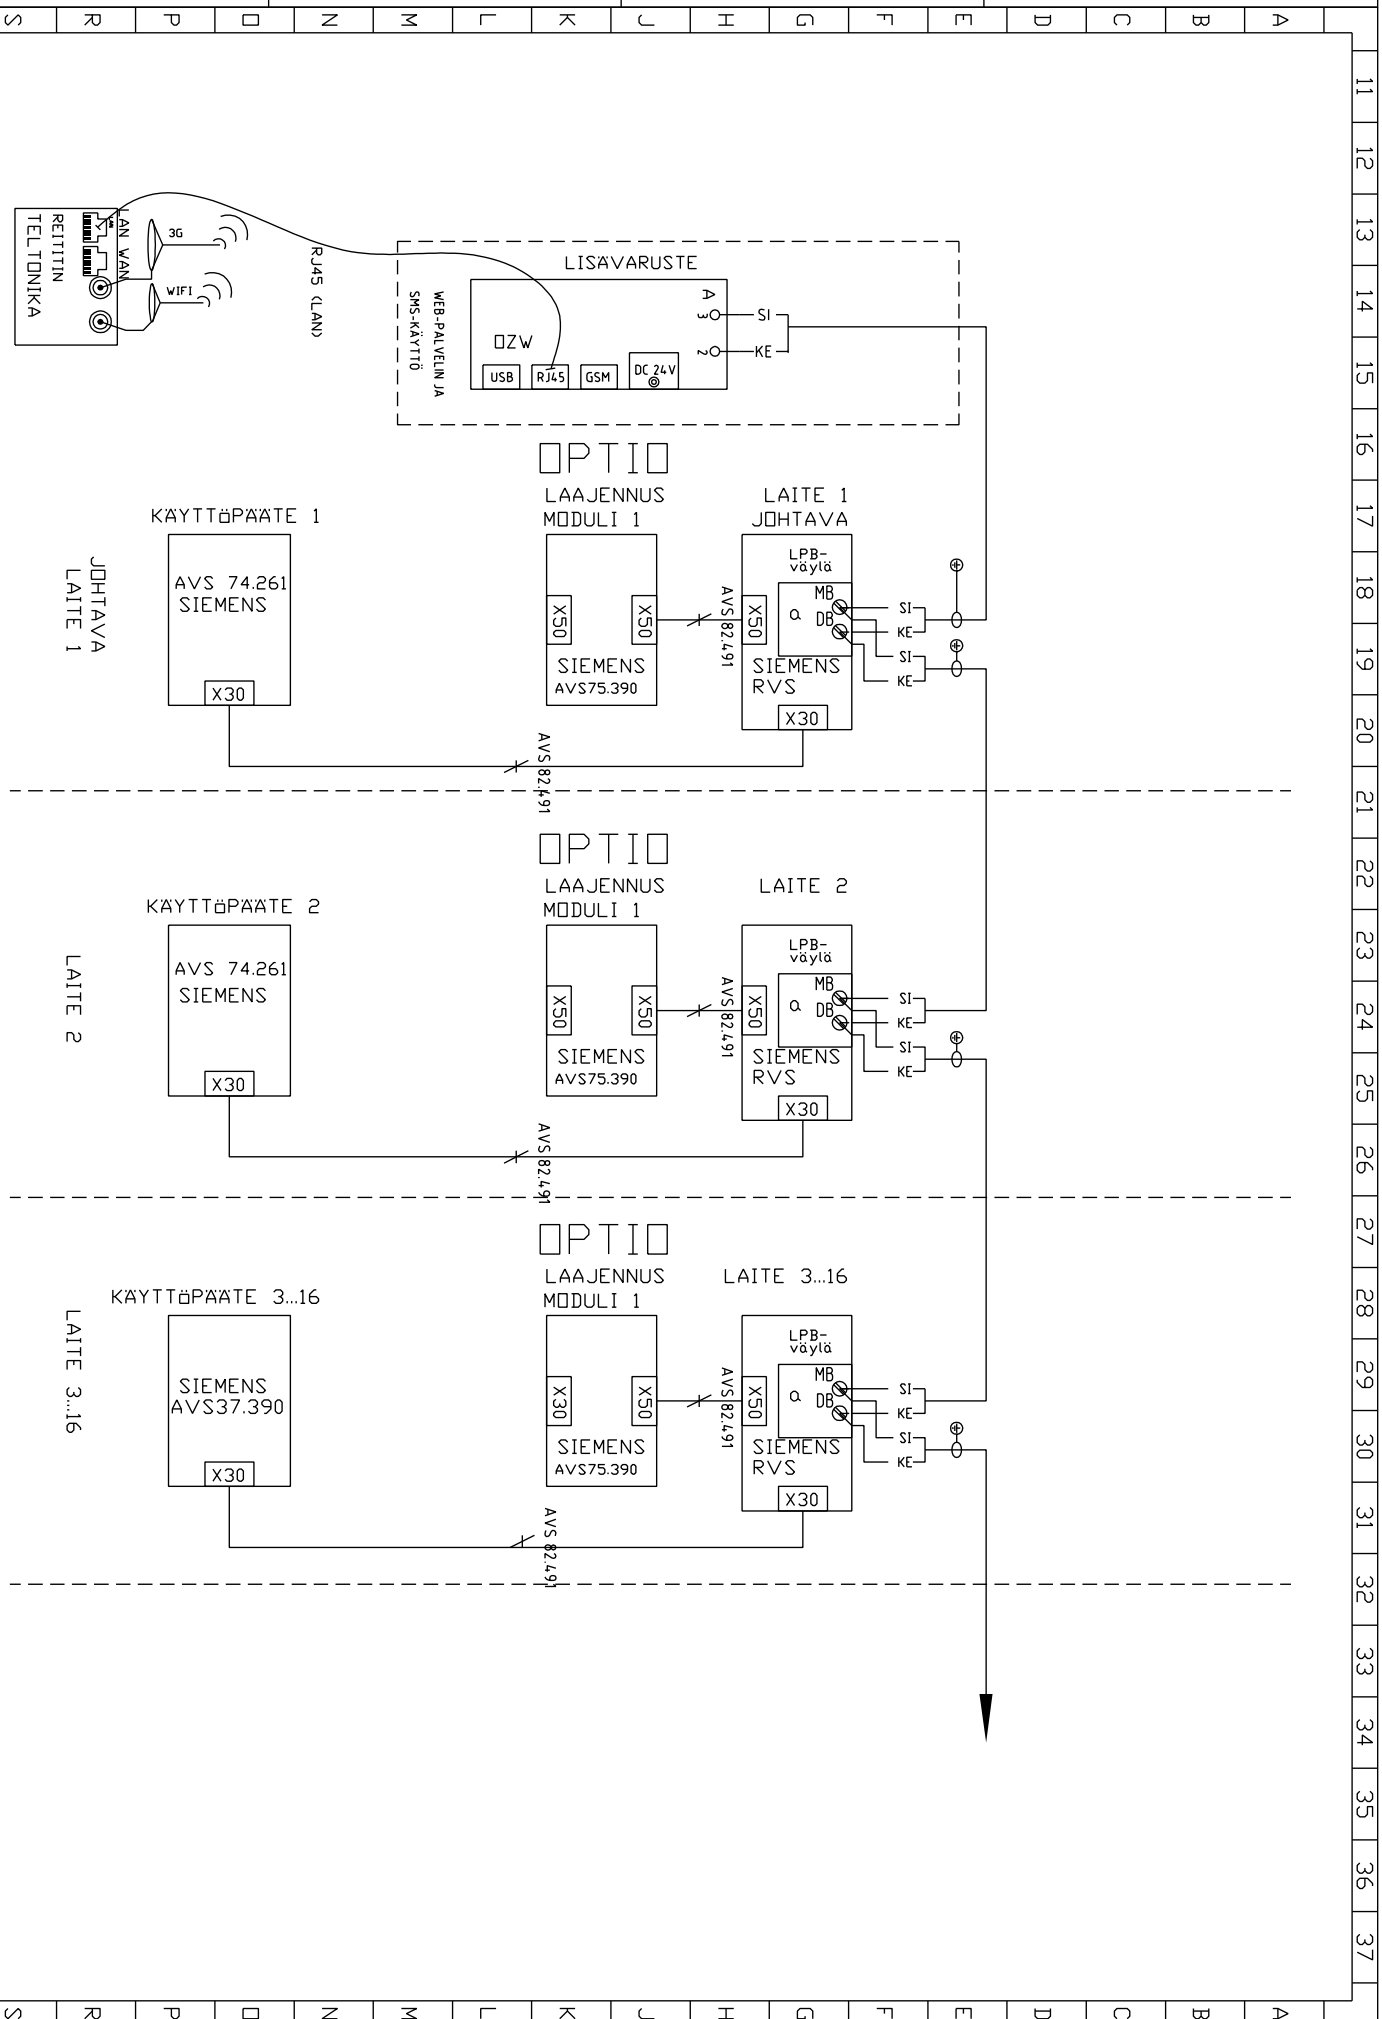 S R P O N M L K J H G F E D C B A
11
12
13
14
15
16
17
18
19
20
21
22
23
24
25
26
27
28
29
30
31
32
33
34
35
36
37
LISÄVARUSTE
A
3
SI
2
KE
OZW
USB
RJ45
GSM
DC 24V
WEB-PALVELIN JA
SMS-KÄYTTÖ
RJ45 (LAN)
3G
WIFI
LAN WAN
REITITIN
TELTONIKA
OPTIO
LAAJENNUS
MODULI 1
LAITE 1
JOHTAVA
KÄYTTöPÄÄTE 1
JOHTAVA
LAITE 1
AVS 74.261
SIEMENS
X30
X50
X50
SIEMENS
AVS75.390
AVS 82.491
LPB-
väylä
MB
a
DB
X50
SIEMENS
RVS
X30
SI
KE
SI
KE
AVS 82.491
OPTIO
LAAJENNUS
MODULI 1
LAITE 2
KÄYTTöPÄÄTE 2
LAITE 2
AVS 74.261
SIEMENS
X30
X50
X50
SIEMENS
AVS75.390
AVS 82.491
LPB-
väylä
MB
a
DB
X50
SIEMENS
RVS
X30
SI
KE
SI
KE
AVS 82.491
OPTIO
LAAJENNUS
MODULI 1
LAITE 3...16
KÄYTTöPÄÄTE 3...16
LAITE 3...16
SIEMENS
AVS37.390
X30
X30
X50
SIEMENS
AVS75.390
AVS 82.491
LPB-
väylä
MB
a
DB
X50
SIEMENS
RVS
X30
SI
KE
SI
KE
AVS 82.491
S R P O N M L K J H G F E D C B A